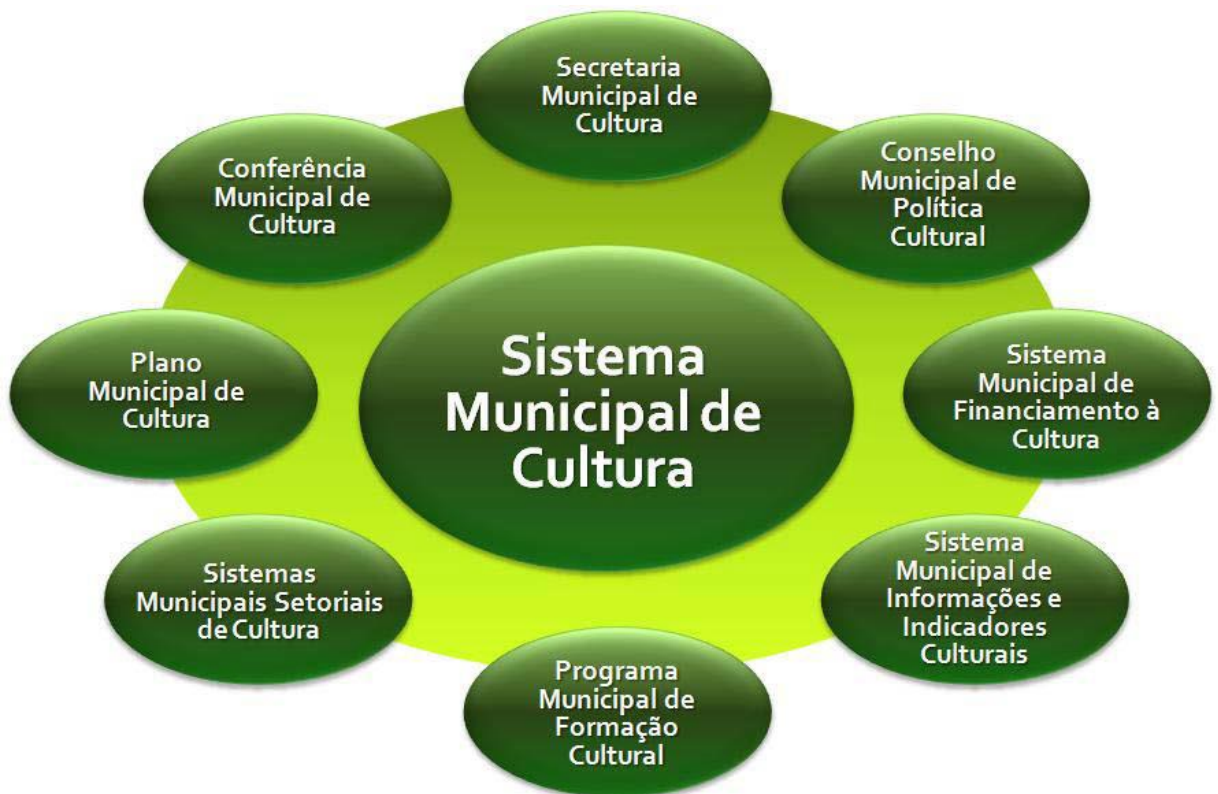 Secretaria
Municipal de
Cultura
Conferência
Municipal de
Cultura
Conselho
Municipal de
Política
Cultural
Plano
Municipal de
Cultura
Sistema
Municipal de
Cultura
Sistema
Municipal de
Financiamento à
Cultura
Sistemas
Municipais Setoriais
de Cultura
Sistema
Municipal de
Informações e
Indicadores
Culturais
Programa
Municipal de
Formação
Cultural